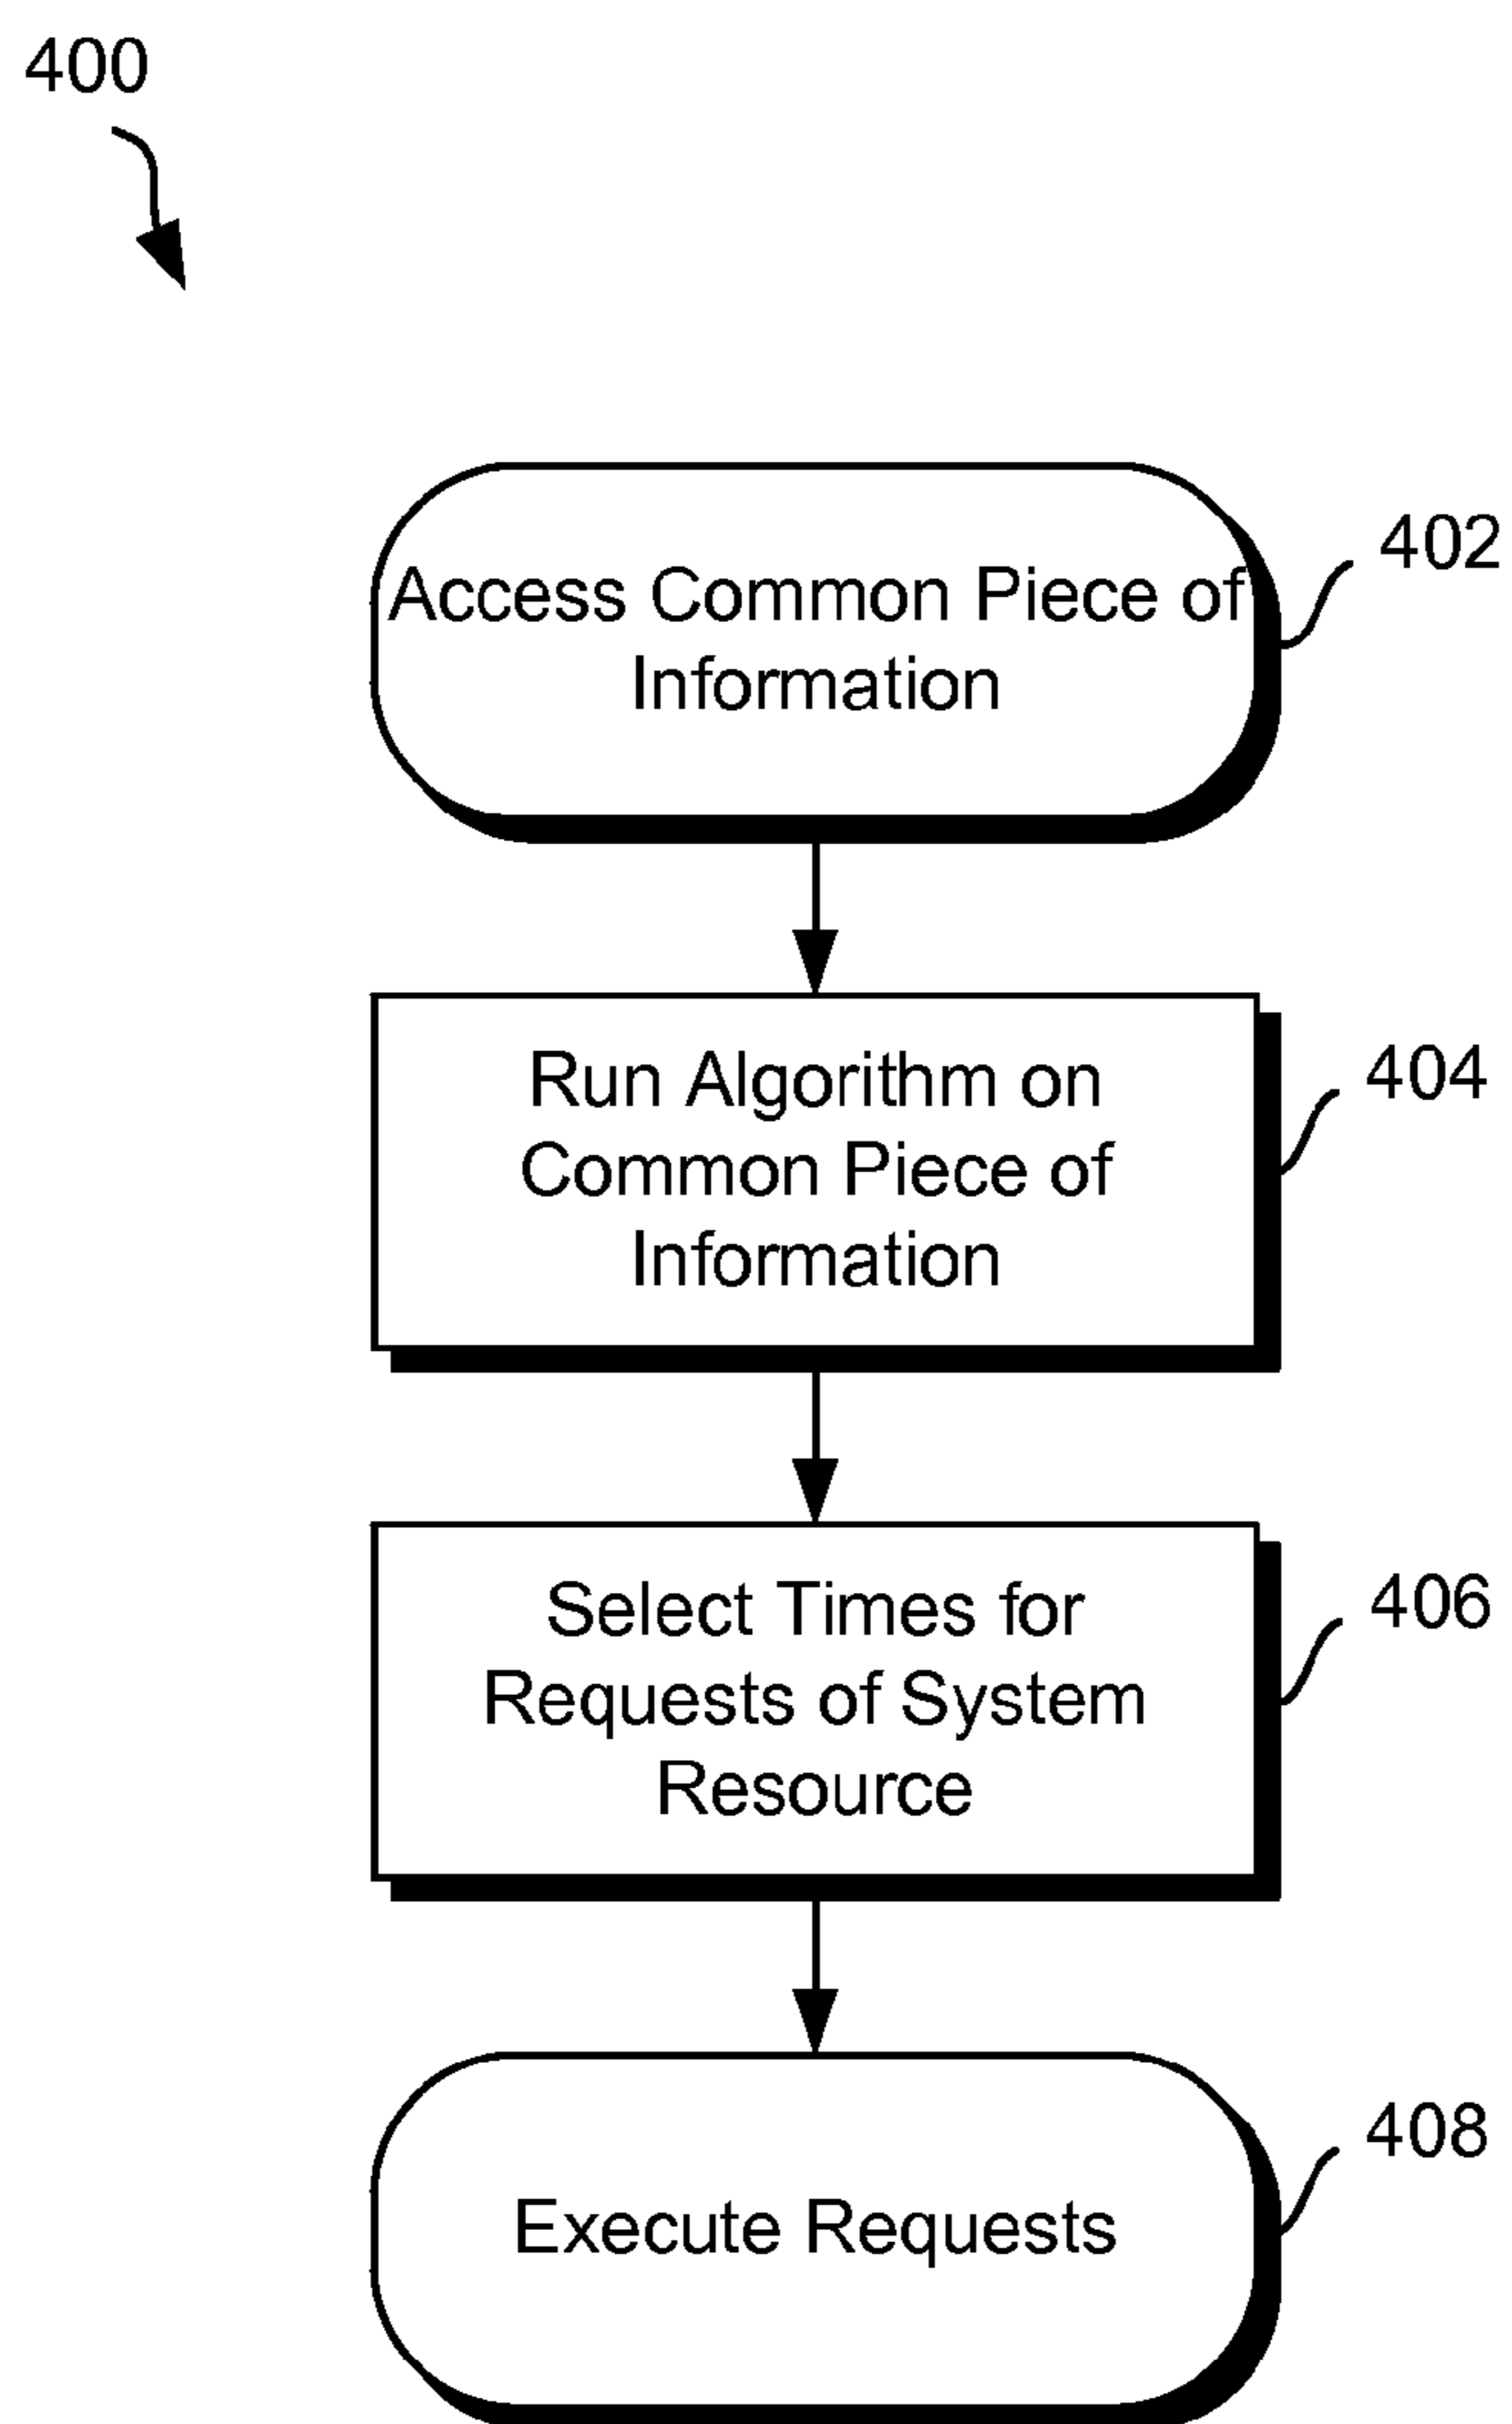 400
Access Common Piece of
Information
402
Run Algorithm on
Common Piece of
Information
404
Select Times for
Requests of System
Resource
406
Execute Requests
408